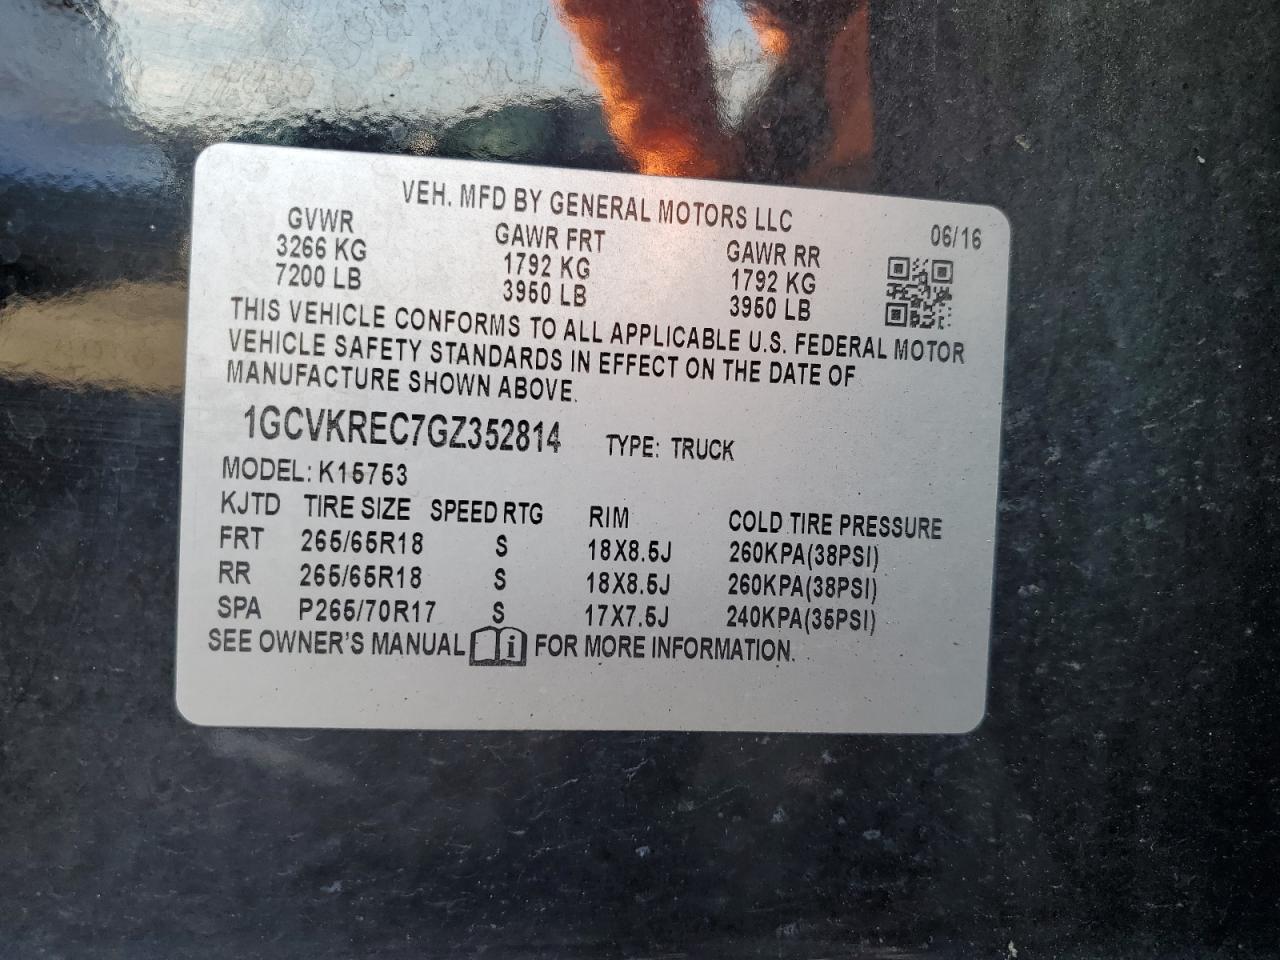 VEH. MFD BY GENERAL MOTORS LLC
GVWR GAWR FRT GAWR RR 06/16
3266 KG 1792 KG 1792 KG
7200 LB 3950 LB 3950 LB
THIS VEHICLE CONFORMS TO ALL APPLICABLE U.S. FEDERAL MOTOR
VEHICLE SAFETY STANDARDS IN EFFECT ON THE DATE OF
MANUFACTURE SHOWN ABOVE.
1GCVKREC7GZ352814 TYPE: TRUCK
MODEL: K15753
KJTD TIRE SIZE SPEED RTG RIM COLD TIRE PRESSURE
FRT 265/65R18 S 18X8.5J 260KPA(38PSI)
RR 265/65R18 S 18X8.5J 260KPA(38PSI)
SPA P265/70R17 S 17X7.5J 240KPA(35PSI)
SEE OWNER'S MANUAL FOR MORE INFORMATION.